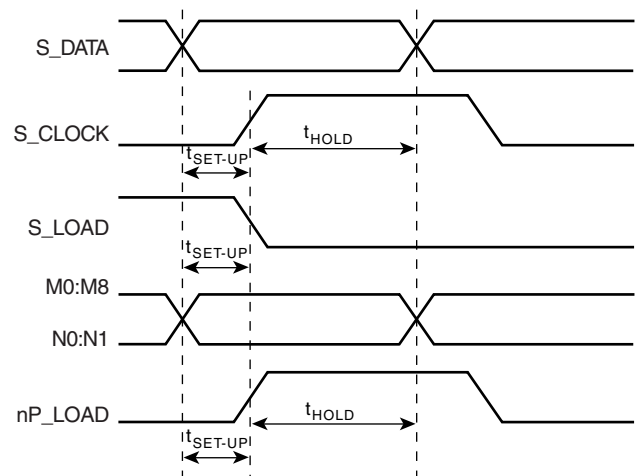 S_DATA
S_CLOCK
tHOLD
tSET-UP
S_LOAD
tSET-UP
M0:M8
N0:N1
nP_LOAD
tHOLD
tSET-UP